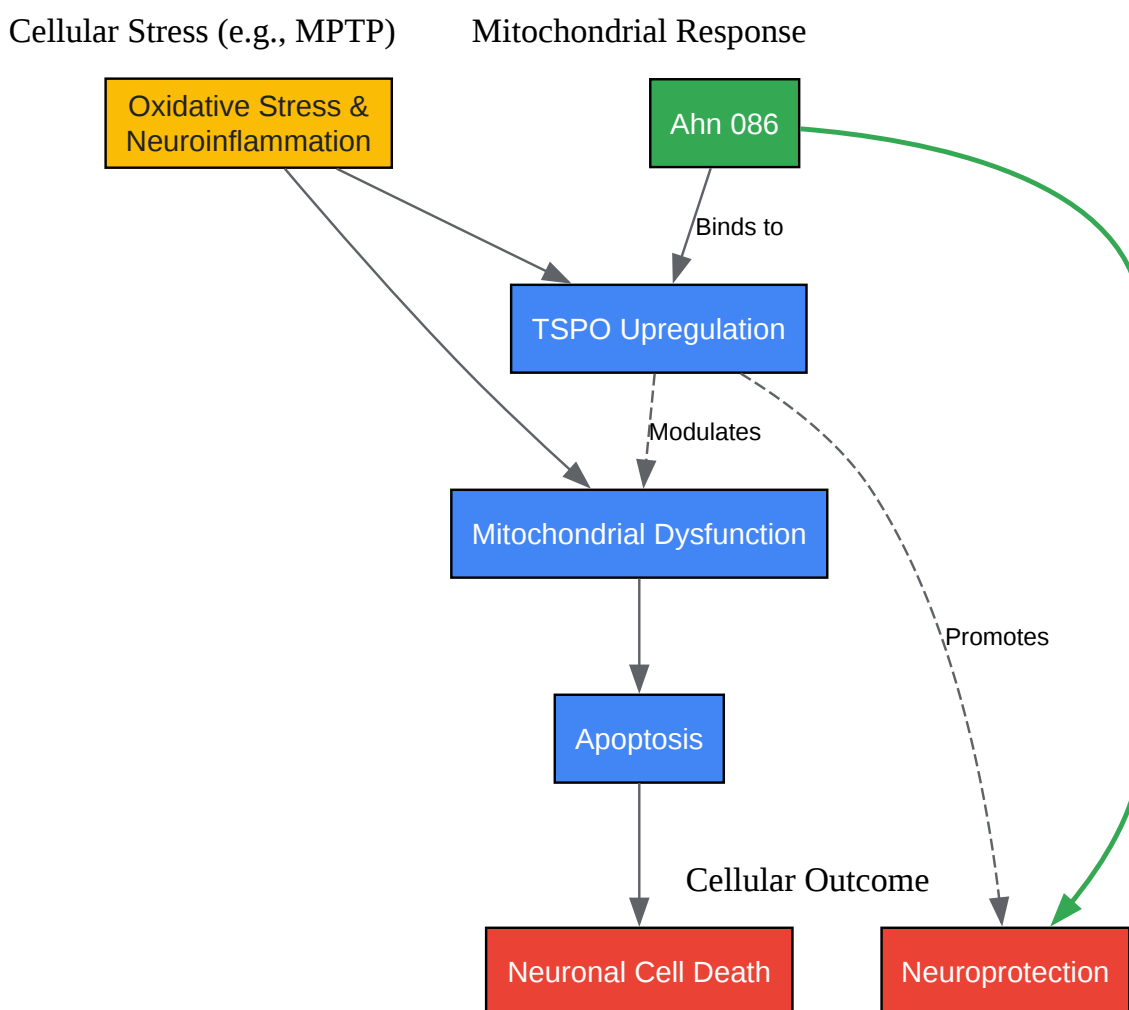 Cellular Stress (e.g., MPTP)
Mitochondrial Response
Oxidative Stress &
Neuroinflammation
Ahn 086
Binds to
TSPO Upregulation
Modulates
Mitochondrial Dysfunction
Promotes
Apoptosis
Cellular Outcome
Neuronal Cell Death
Neuroprotection